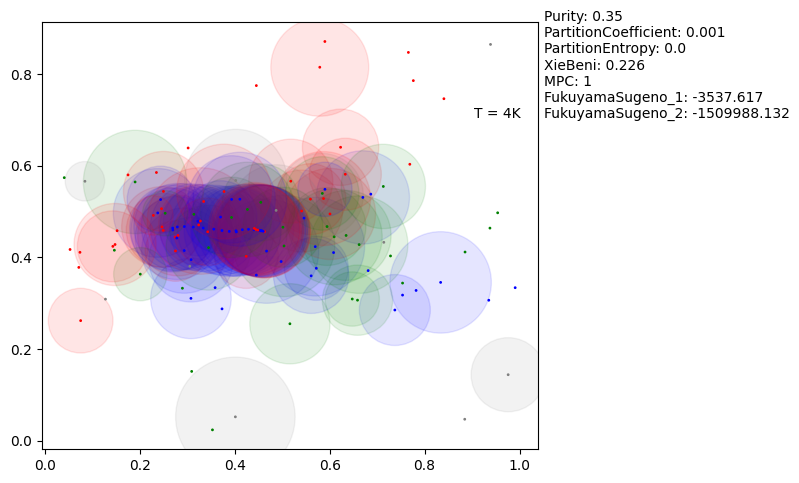 Purity: 0.35
PartitionCoefficient: 0.001
PartitionEntropy: 0.0
XieBeni: 0.226
MPC: 1
FukuyamaSugeno_1: -3537.617
FukuyamaSugeno_2: -1509988.132
T = 4K
0.8
0.6
0.4
0.2
0.0
0.0 0.2 0.4 0.6 0.8 1.0